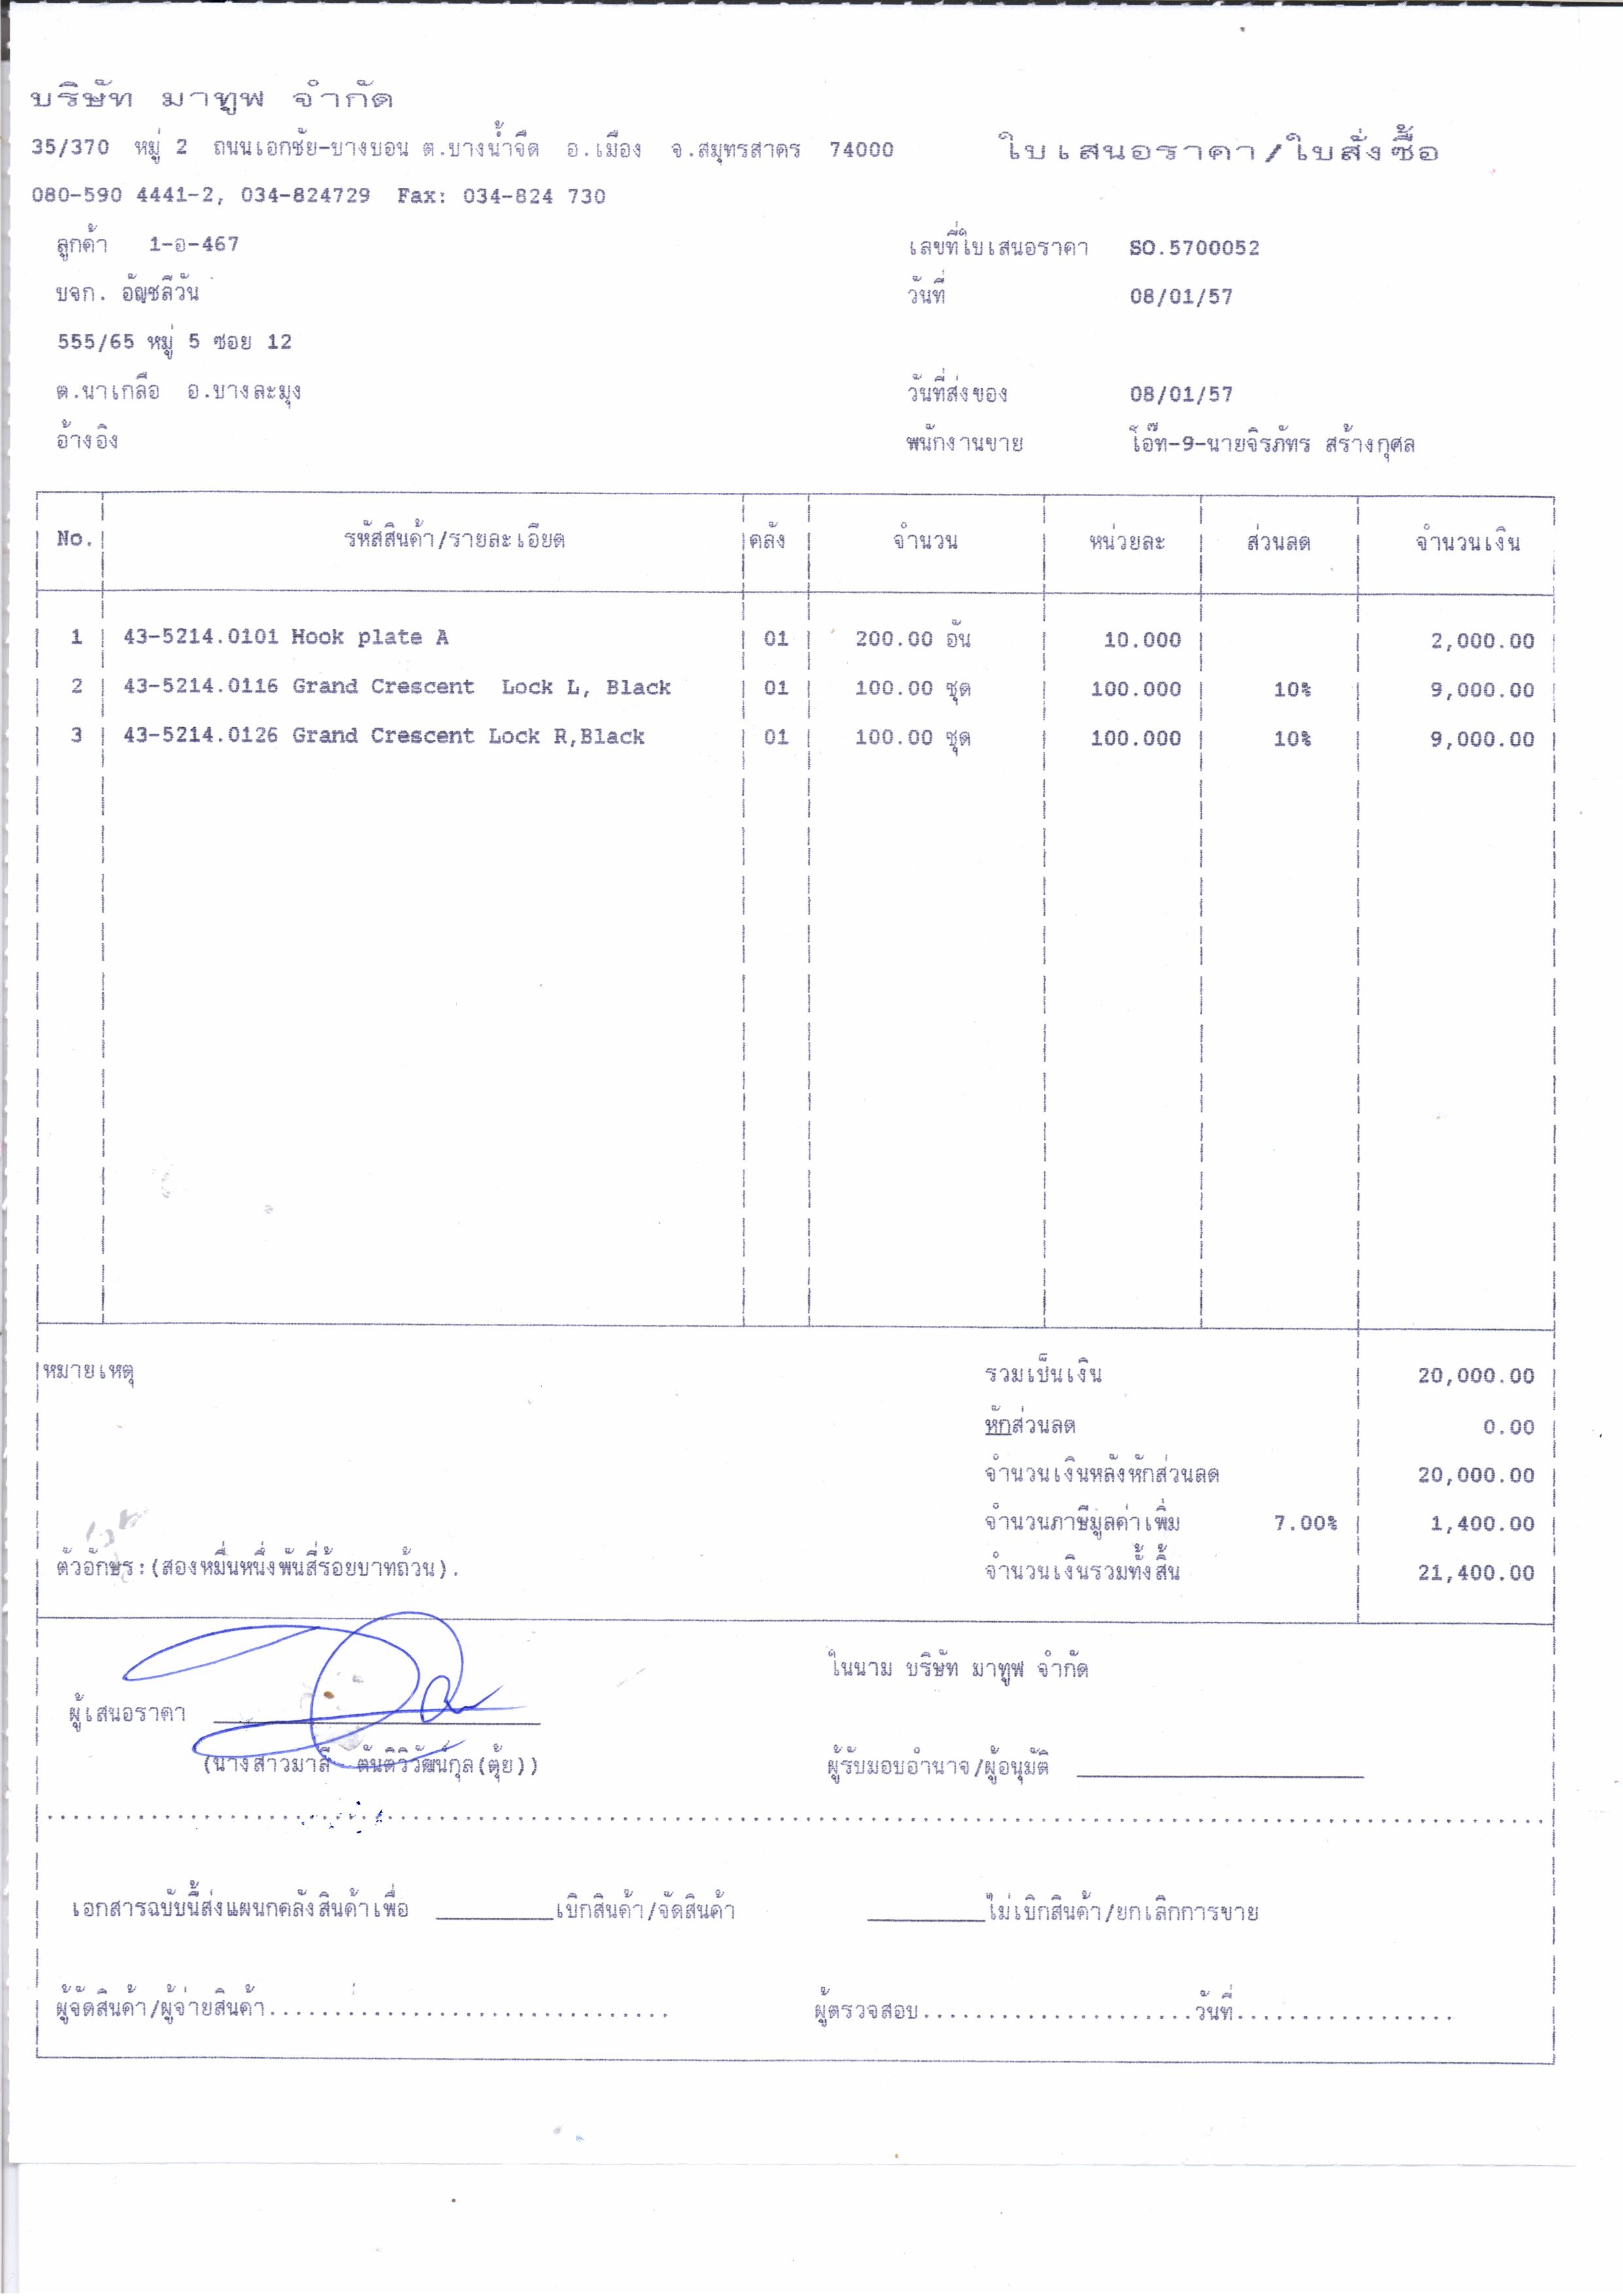 บริษัท มาทูพ จำกัด
35/370 หมู่ 2 ถนนเอกชัย-บางบอน ต.บางน้ำจืด อ.เมือง จ.สมุทรสาคร 74000 ใบเสนอราคา/ใบสั่งซื้อ
080-590 4441-2, 034-824729 Fax: 034-824 730
ลูกค้า 1-อ-467 เลขที่ใบเสนอราคา SO.5700052
บจก. อัญชลีวัน วันที่ 08/01/57
555/65 หมู่ 5 ซอย 12
ต.นาเกลือ อ.บางละมุง วันที่ส่งของ 08/01/57
อ้างอิง พนักงานขาย โอ๊ท-9-นายจิรภัทร สร้างกุศล
No. รหัสสินค้า/รายละเอียด คลัง จำนวน หน่วยละ ส่วนลด จำนวนเงิน
1 43-5214.0101 Hook plate A 01 200.00 อัน 10.000 2,000.00
2 43-5214.0116 Grand Crescent Lock L, Black 01 100.00 ชุด 100.000 10% 9,000.00
3 43-5214.0126 Grand Crescent Lock R,Black 01 100.00 ชุด 100.000 10% 9,000.00
หมายเหตุ รวมเป็นเงิน 20,000.00
หักส่วนลด 0.00
จำนวนเงินหลังหักส่วนลด 20,000.00
จำนวนภาษีมูลค่าเพิ่ม 7.00% 1,400.00
ตัวอักษร:(สองหมื่นหนึ่งพันสี่ร้อยบาทถ้วน). จำนวนเงินรวมทั้งสิ้น 21,400.00
ในนาม บริษัท มาทูพ จำกัด
ผู้เสนอราคา
(นางสาวมาลี ตันติวิวัฒน์กุล(ตุ้ย)) ผู้รับมอบอำนาจ/ผู้อนุมัติ
เอกสารฉบับนี้ส่งแผนกคลังสินค้าเพื่อ ________เบิกสินค้า/จัดสินค้า ________ไม่เบิกสินค้า/ยกเลิกการขาย
ผู้จัดสินค้า/ผู้จ่ายสินค้า............................... ผู้ตรวจสอบ.....................วันที่.................